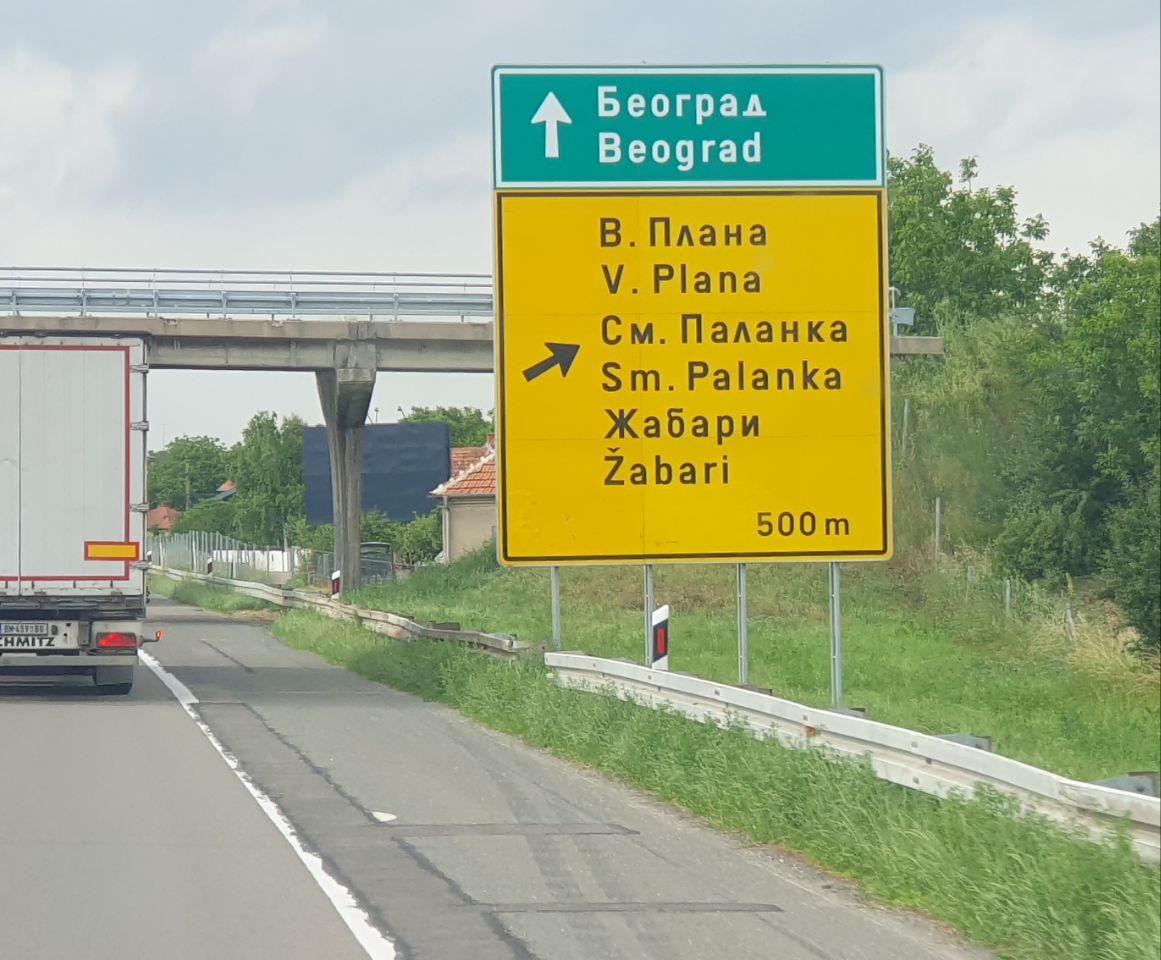 Београд
Beograd
В. Плана
V. Plana
См. Паланка
Sm. Palanka
Жабари
Žabari
500 m